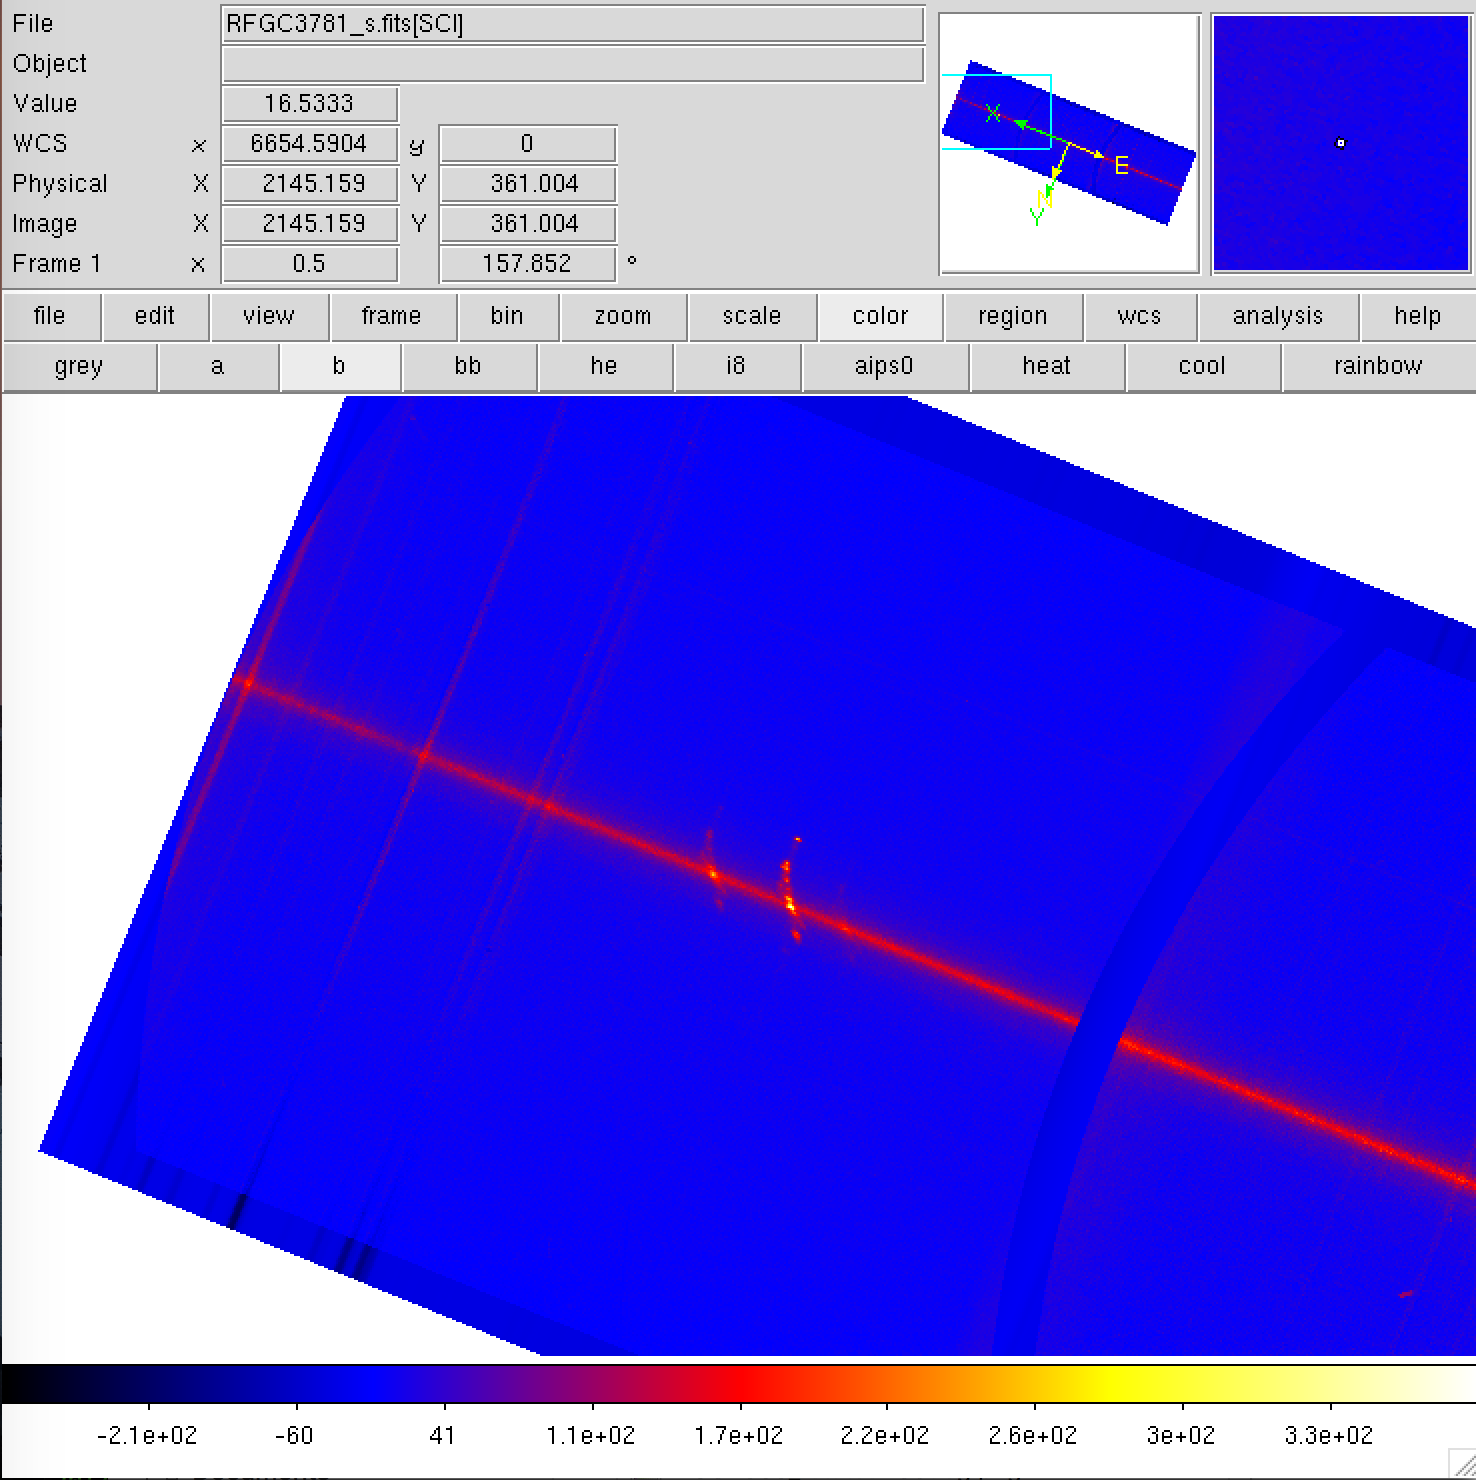 File RFGC3781_s.fits[SCI]
Object
Value 16.5333
WCS x 6654.5904 y 0
Physical X 2145.159 Y 361.004
Image X 2145.159 Y 361.004
Frame 1 x 0.5 157.852 °
X
E
N
Y
file edit view frame bin zoom scale color region wcs analysis help
grey a b bb he i8 aips0 heat cool rainbow
-2.1e+02 -60 41 1.1e+02 1.7e+02 2.2e+02 2.6e+02 3e+02 3.3e+02